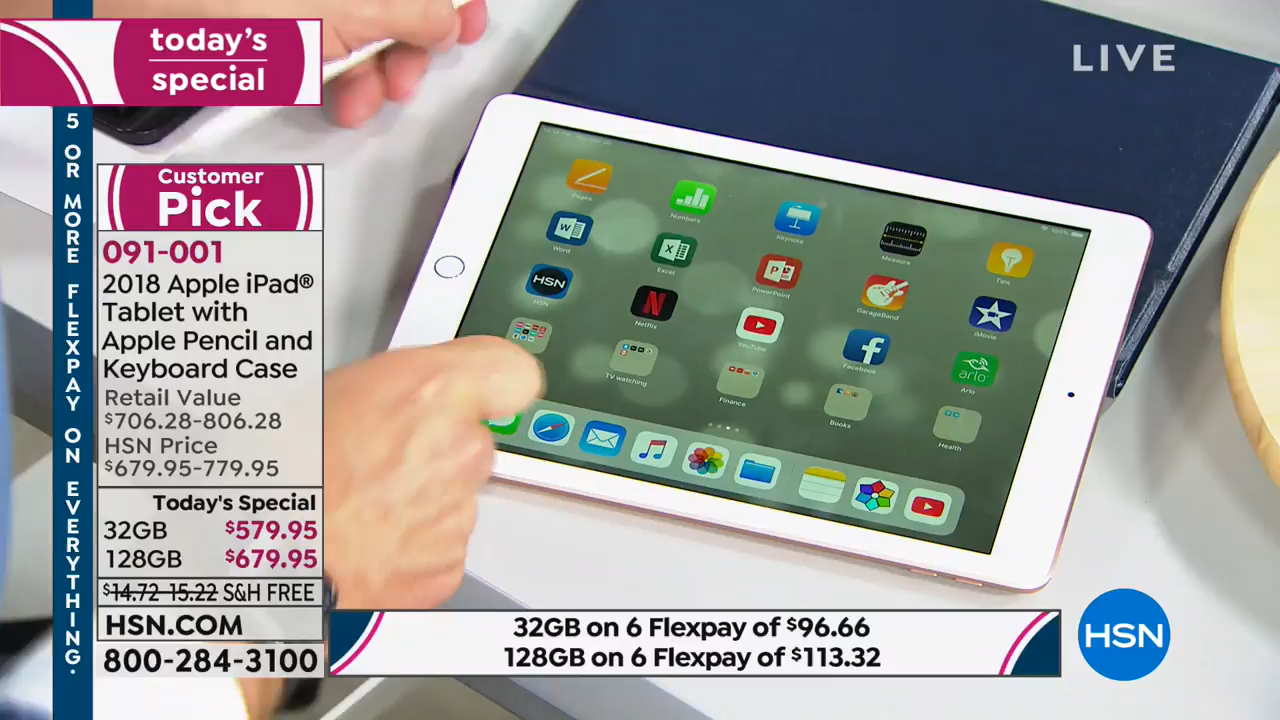 today's
special
LIVE
5 OR MORE FLEXPAY ON EVERYTHING.
Customer
Pick
091-001
2018 Apple iPad®
Tablet with
Apple Pencil and
Keyboard Case
Retail Value
$706.28-806.28
HSN Price
$679.95-779.95
Today's Special
32GB $579.95
128GB $679.95
$14.72-15.22 S&H FREE
HSN.COM
800-284-3100
Pages
Numbers
Keynote
Measure
Tips
Word
Excel
PowerPoint
GarageBand
iMovie
HSN
HSN
Netflix
YouTube
Facebook
arlo
Arlo
TV watching
Finance
Books
Health
32GB on 6 Flexpay of $96.66
128GB on 6 Flexpay of $113.32
HSN